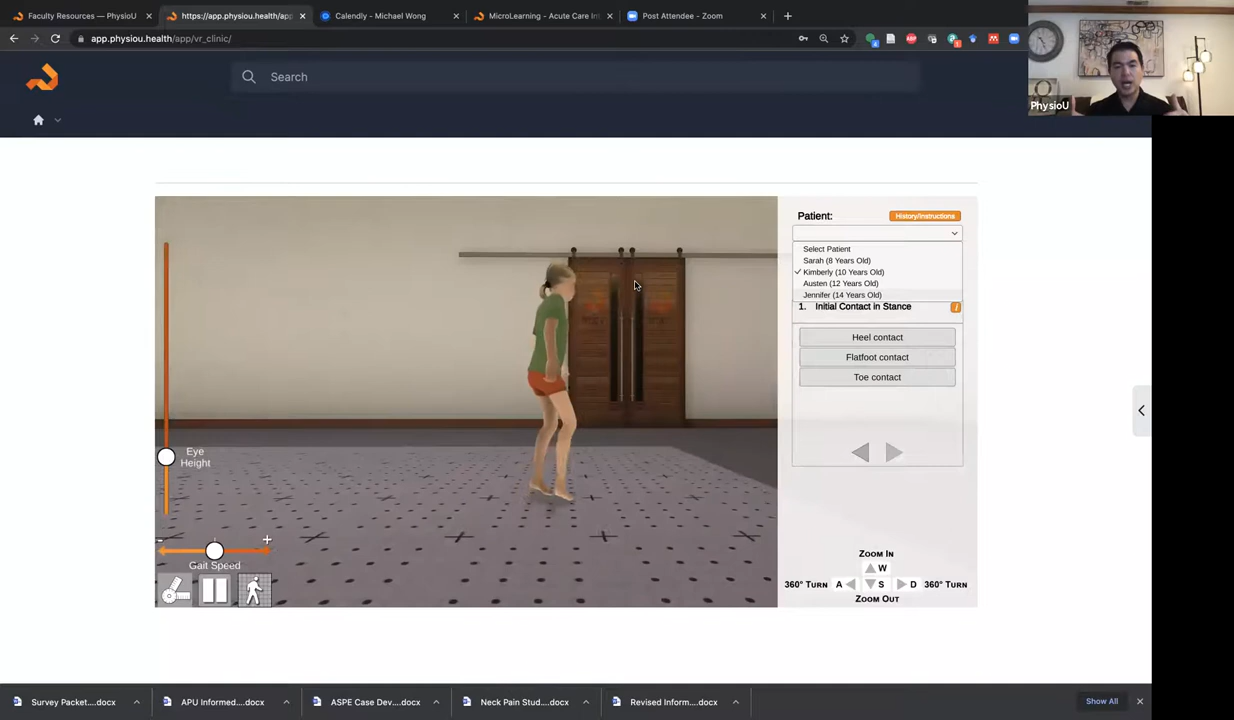 Faculty Resources — PhysioU
https://app.physiou.health/app
Calendly - Michael Wong
MicroLearning - Acute Care In
Post Attendee - Zoom
app.physiou.health/app/vr_clinic/
Search
PhysioU
Patient:
History/Instructions
Select Patient
Sarah (8 Years Old)
Kimberly (10 Years Old)
Austen (12 Years Old)
Jennifer (14 Years Old)
1. Initial Contact in Stance
i
Heel contact
Flatfoot contact
Toe contact
Eye
Height
- +
Gait Speed
ZOOM IN
W
360° TURN A S D 360° TURN
ZOOM OUT
Survey Packet....docx
APU Informed....docx
ASPE Case Dev....docx
Neck Pain Stud....docx
Revised Inform....docx
Show All